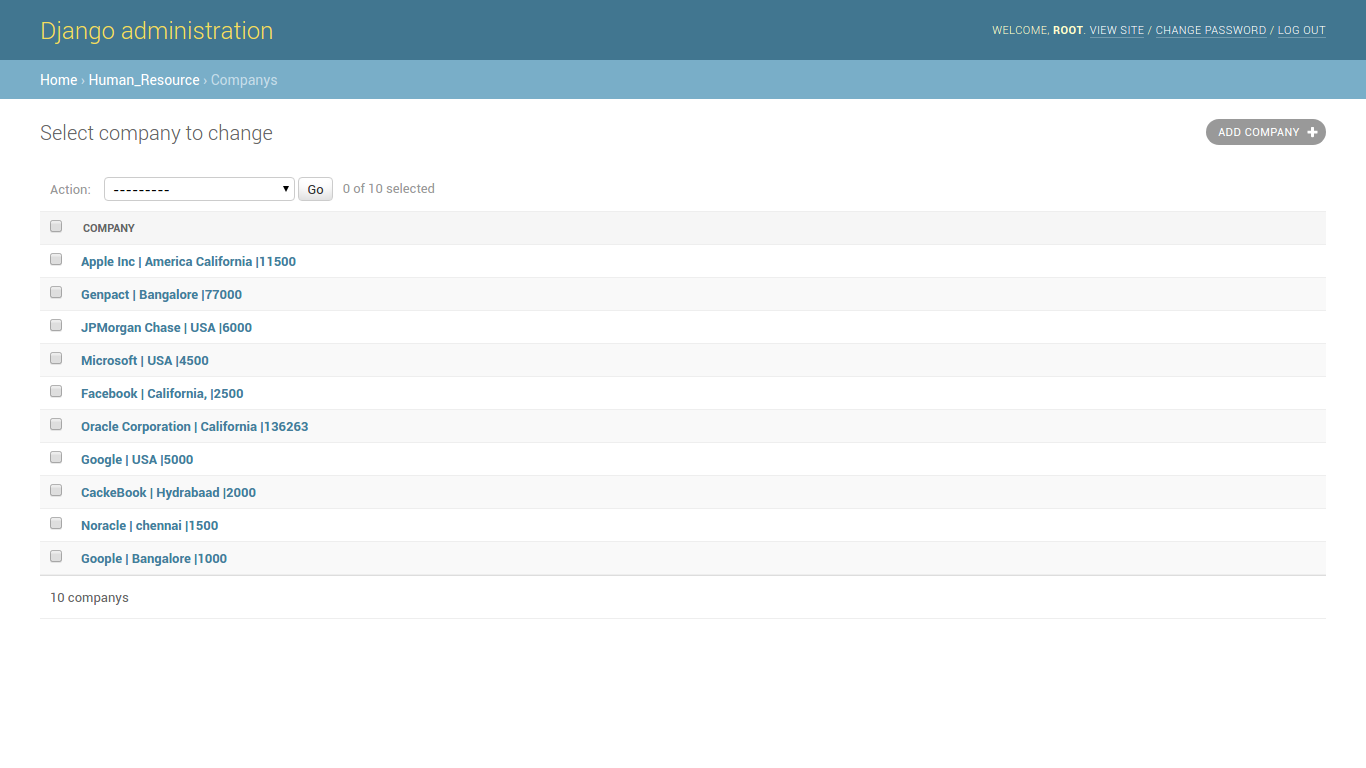 Django administration
WELCOME, ROOT. VIEW SITE / CHANGE PASSWORD / LOG OUT
Home › Human_Resource › Companys
Select company to change
ADD COMPANY
Action: --------- Go 0 of 10 selected
COMPANY
Apple Inc | America California |11500
Genpact | Bangalore |77000
JPMorgan Chase | USA |6000
Microsoft | USA |4500
Facebook | California, |2500
Oracle Corporation | California |136263
Google | USA |5000
CackeBook | Hydrabaad |2000
Noracle | chennai |1500
Goople | Bangalore |1000
10 companys